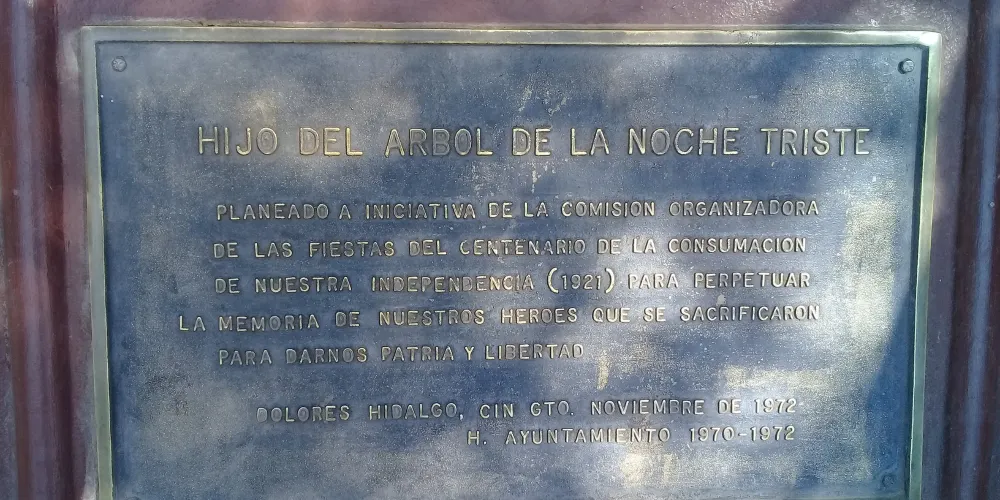 HIJO DEL ARBOL DE LA NOCHE TRISTE
PLANEADO A INICIATIVA DE LA COMISION ORGANIZADORA
DE LAS FIESTAS DEL CENTENARIO DE LA CONSUMACION
DE NUESTRA INDEPENDENCIA (1921) PARA PERPETUAR
LA MEMORIA DE NUESTROS HEROES QUE SE SACRIFICARON
PARA DARNOS PATRIA Y LIBERTAD
DOLORES HIDALGO, CIN GTO. NOVIEMBRE DE 1972-
H. AYUNTAMIENTO 1970-1972